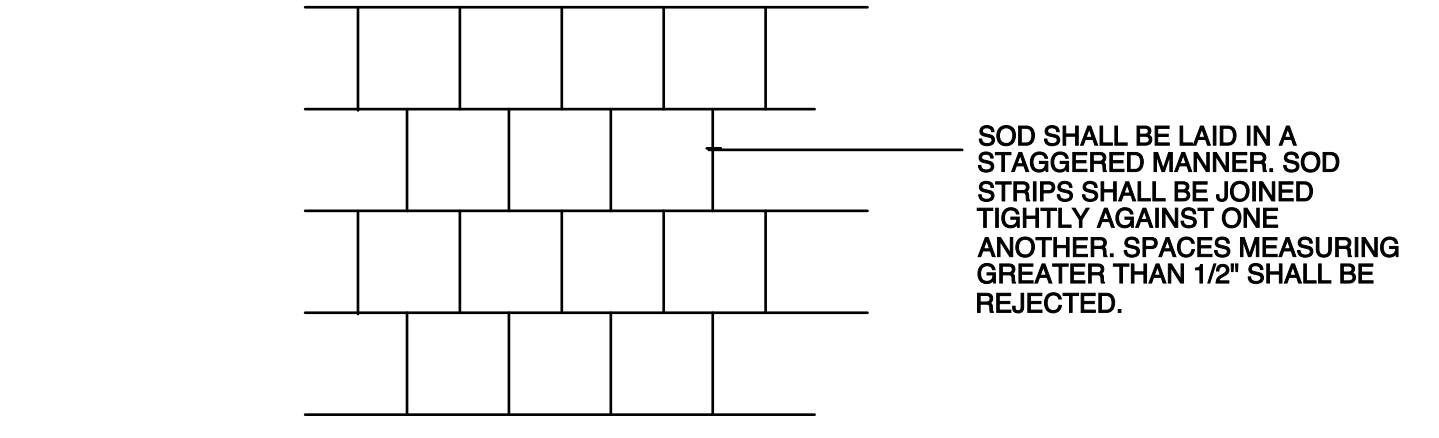 SOD SHALL BE LAID IN A
STAGGERED MANNER. SOD
STRIPS SHALL BE JOINED
TIGHTLY AGAINST ONE
ANOTHER. SPACES MEASURING
GREATER THAN 1/2" SHALL BE
REJECTED.